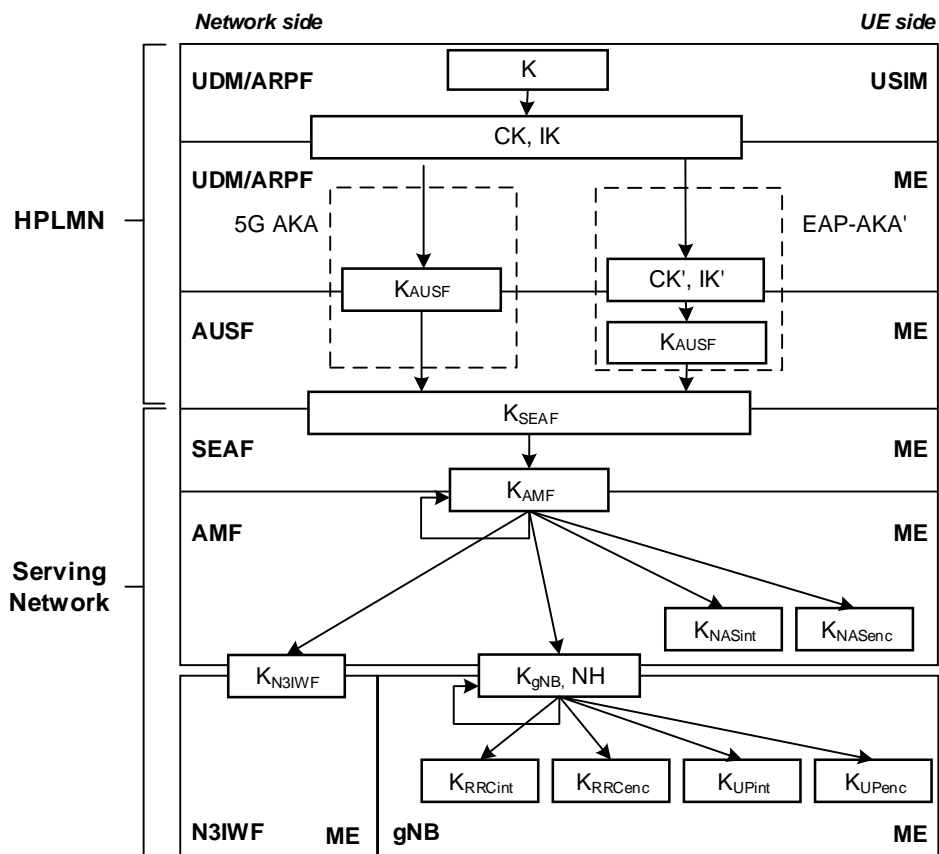 Network side
UE side
UDM/ARPF
K
USIM
CK, IK
UDM/ARPF
ME
HPLMN
5G AKA
EAP-AKA'
KAUSF
CK', IK'
AUSF
KAUSF
ME
KSEAF
SEAF
ME
KAMF
AMF
ME
Serving
Network
KNASint
KNASenc
KN3IWF
KgNB, NH
KRRCint
KRRCenc
KUPint
KUPenc
N3IWF
ME
gNB
ME